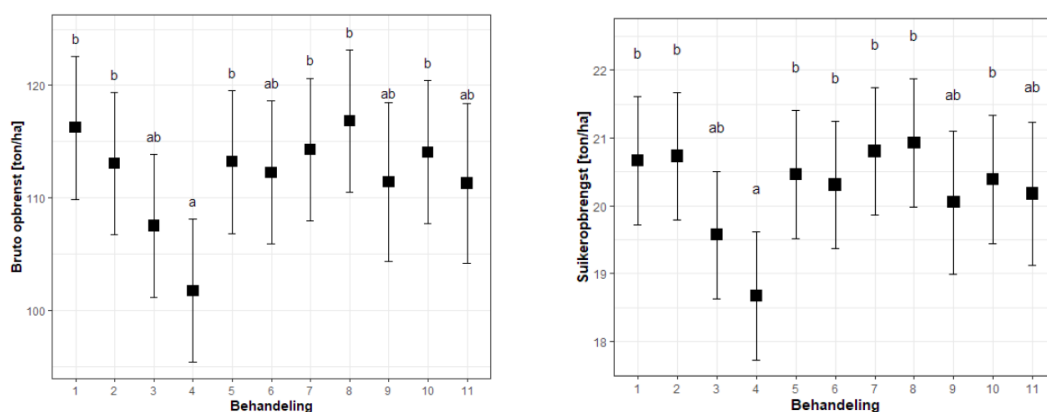 Bruto opbrenst [ton/ha]
120
110
100
b b ab a b ab b b ab b ab
1 2 3 4 5 6 7 8 9 10 11
Behandeling
Suikeropbrengst [ton/ha]
22
21
20
19
18
b b ab a b b b b ab b ab
1 2 3 4 5 6 7 8 9 10 11
Behandeling